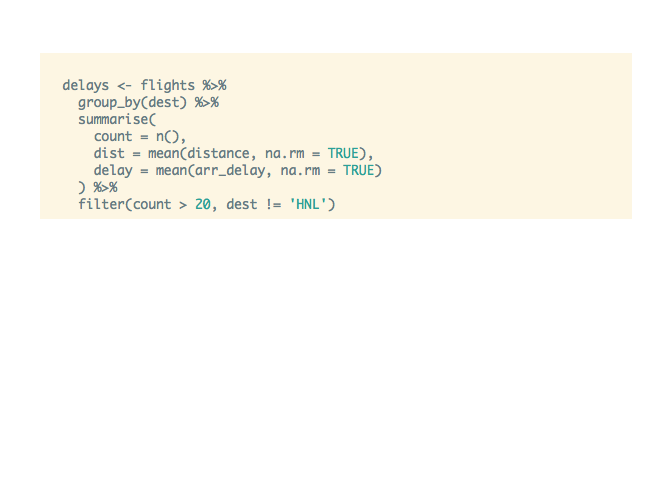 delays <- flights %>%
  group_by(dest) %>%
  summarise(
    count = n(),
    dist = mean(distance, na.rm = TRUE),
    delay = mean(arr_delay, na.rm = TRUE)
  ) %>%
  filter(count > 20, dest != 'HNL')